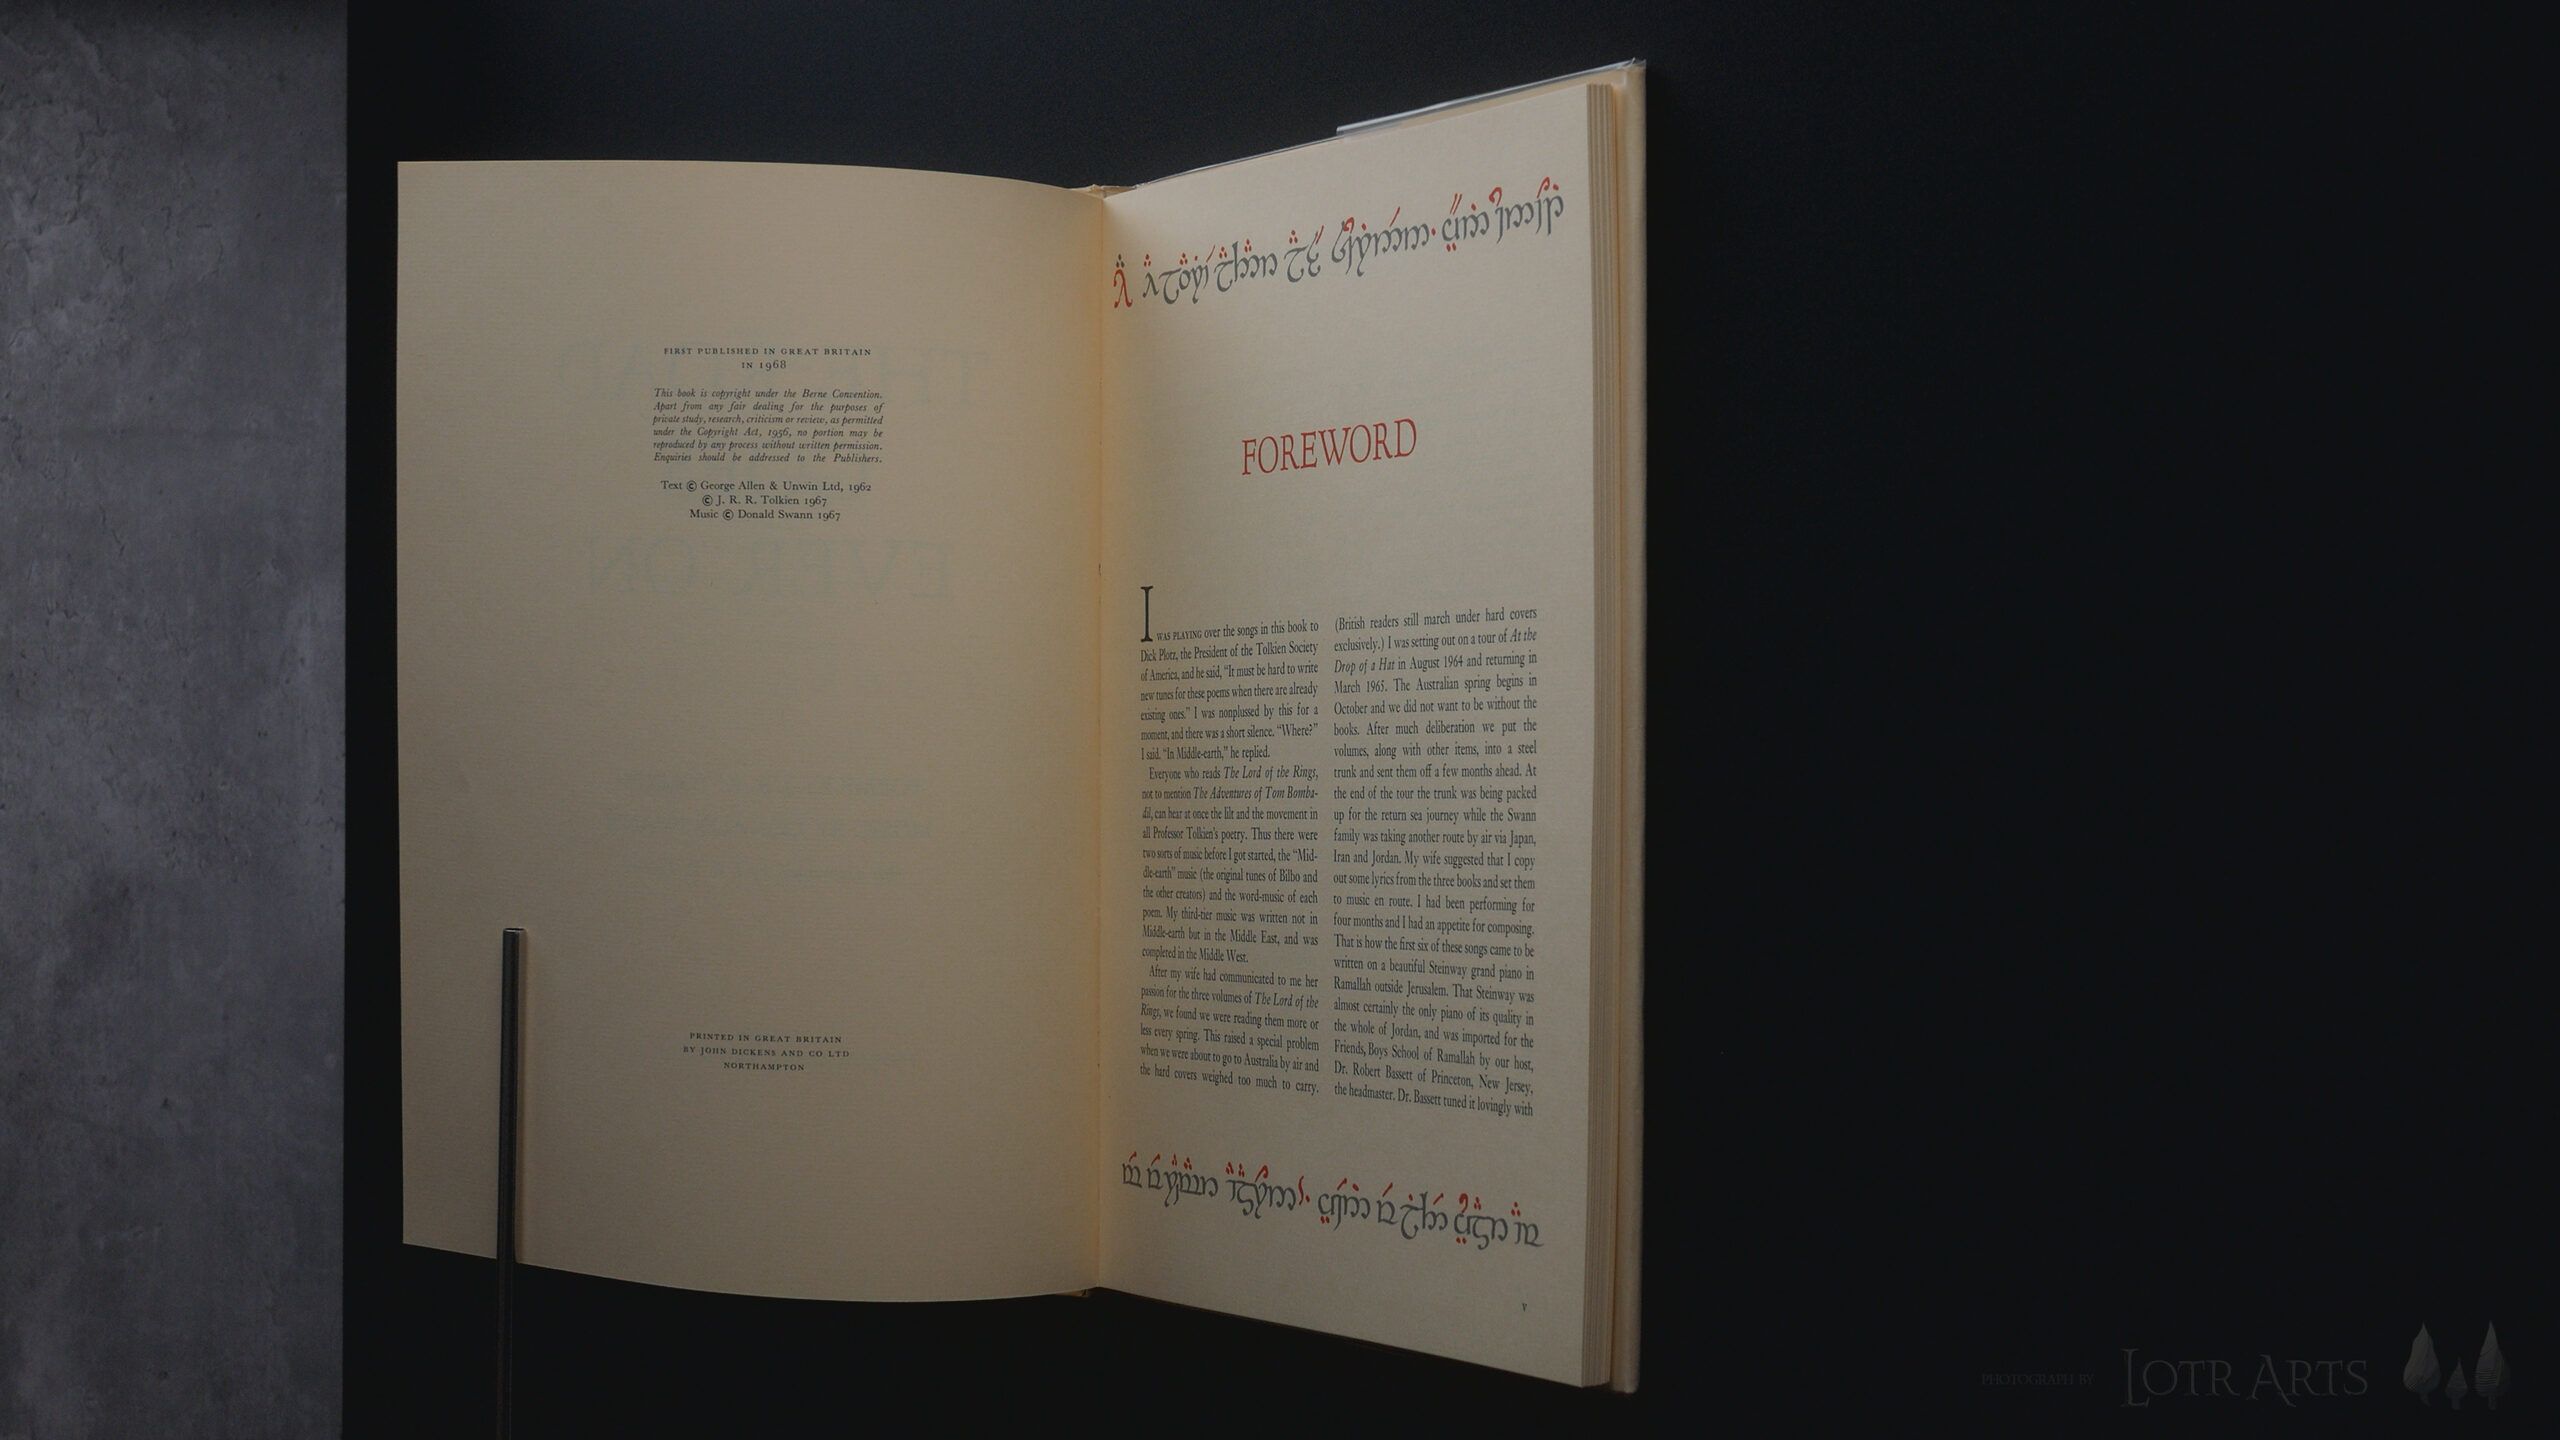 FIRST PUBLISHED IN GREAT BRITAIN
IN 1968
This book is copyright under the Berne Convention.
Apart from any fair dealing for the purposes of
private study, research, criticism or review, as permitted
under the Copyright Act, 1956, no portion may be
reproduced by any process without written permission.
Enquiries should be addressed to the Publishers.
Text © George Allen & Unwin Ltd, 1962
© J. R. R. Tolkien 1967
Music © Donald Swann 1967
PRINTED IN GREAT BRITAIN
BY JOHN DICKENS AND CO LTD
NORTHAMPTON
FOREWORD
I WAS PLAYING over the songs in this book to
Dick Plotz, the President of the Tolkien Society
of America, and he said, “It must be hard to write
new tunes for these poems when there are already
existing ones.” I was nonplussed by this for a
moment, and there was a short silence. “Where?”
I said. “In Middle-earth,” he replied.
Everyone who reads The Lord of the Rings,
not to mention The Adventures of Tom Bomba-
dil, can hear at once the lilt and the movement in
all Professor Tolkien's poetry. Thus there were
two sorts of music before I got started, the “Mid-
dle-earth” music (the original tunes of Bilbo and
the other creators) and the word-music of each
poem. My third-tier music was written not in
Middle-earth but in the Middle East, and was
completed in the Middle West.
After my wife had communicated to me her
passion for the three volumes of The Lord of the
Rings, we found we were reading them more or
less every spring. This raised a special problem
when we were about to go to Australia by air and
the hard covers weighed too much to carry.
(British readers still march under hard covers
exclusively.) I was setting out on a tour of At the
Drop of a Hat in August 1964 and returning in
March 1965. The Australian spring begins in
October and we did not want to be without the
books. After much deliberation we put the
volumes, along with other items, into a steel
trunk and sent them off a few months ahead. At
the end of the tour the trunk was being packed
up for the return sea journey while the Swann
family was taking another route by air via Japan,
Iran and Jordan. My wife suggested that I copy
out some lyrics from the three books and set them
to music en route. I had been performing for
four months and I had an appetite for composing.
That is how the first six of these songs came to be
written on a beautiful Steinway grand piano in
Ramallah outside Jerusalem. That Steinway was
almost certainly the only piano of its quality in
the whole of Jordan, and was imported for the
Friends, Boys School of Ramallah by our host,
Dr. Robert Bassett of Princeton, New Jersey,
the headmaster. Dr. Bassett tuned it lovingly with
v
PHOTOGRAPH BY LOTR ARTS